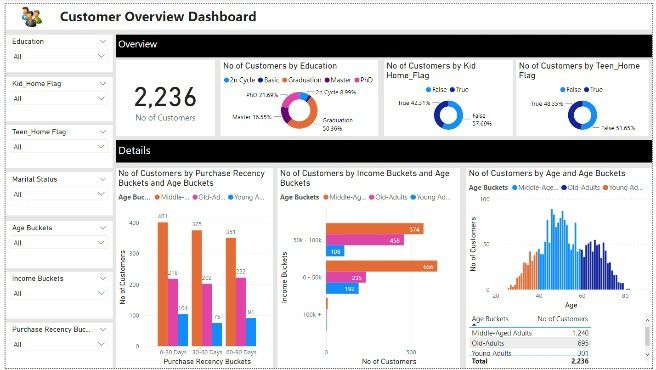 Customer Overview Dashboard
Education
All
Kid_Home Flag
All
Teen_Home Flag
All
Marital Status
All
Age Buckets
All
Income Buckets
All
Purchase Recency Buc...
All
Overview
2,236
No of Customers
No of Customers by Education
2n Cycle Basic Graduation Master PhD
PhD 21.69%
2n Cycle 8.99%
Master 16.55%
Graduation
50.36%
No of Customers by Kid
Home_Flag
False True
True 42.31%
False
57.69%
No of Customers by Teen_Home
Flag
False True
True 48.35%
False 51.65%
Details
No of Customers by Purchase Recency
Buckets and Age Buckets
Age Buc... Middle-... Old-Ad... Young A...
400
300
200
100
0
No of Customers
401
218
104
375
202
75
351
222
91
0-30 Days
30-60 Days
60-90 Days
Purchase Recency Buckets
No of Customers by Income Buckets and Age
Buckets
Age Buckets Middle-Ag... Old-Adults Young Ad...
Income Buckets
50k - 100k
574
458
108
0 - 50k
656
235
192
100k +
0
500
No of Customers
No of Customers by Age and Age Buckets
Age Buckets Middle-Age... Old-Adults Young Ad...
100
50
0
No of Customers
20
40
60
80
Age
Age Buckets No of Customers
Middle-Aged Adults 1,240
Old-Adults 695
Young Adults 301
Total 2,236